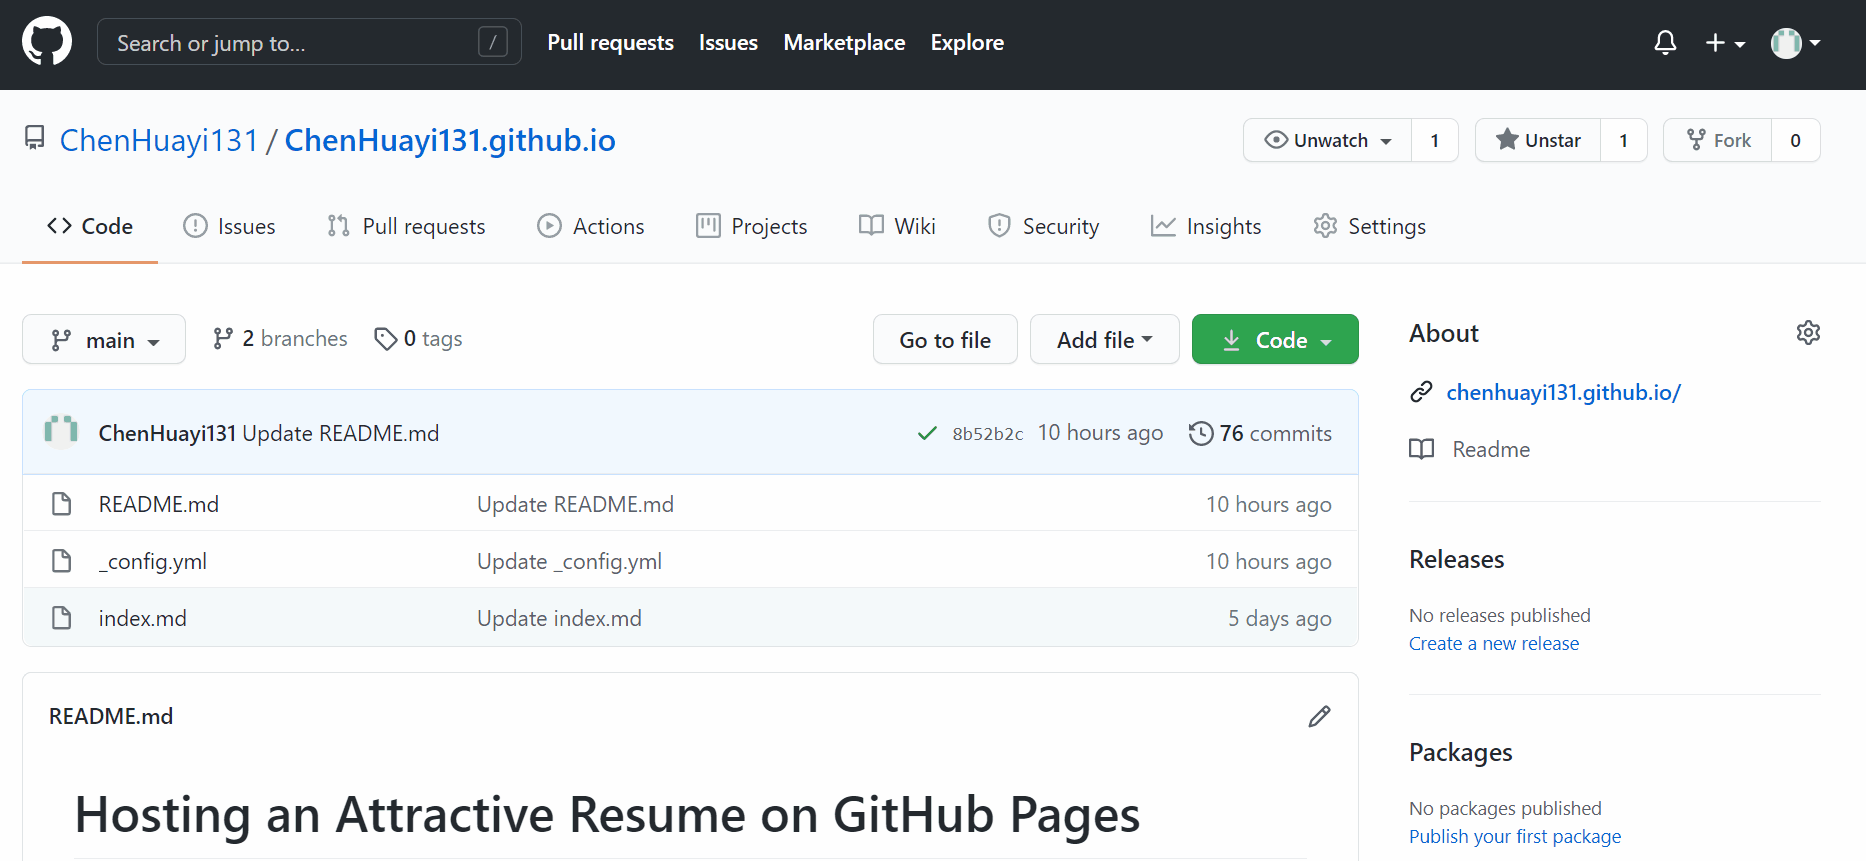 Search or jump to... / Pull requests Issues Marketplace Explore
ChenHuayi131 / ChenHuayi131.github.io Unwatch 1 Unstar 1 Fork 0
Code Issues Pull requests Actions Projects Wiki Security Insights Settings
main 2 branches 0 tags Go to file Add file Code
ChenHuayi131 Update README.md 8b52b2c 10 hours ago 76 commits
README.md Update README.md 10 hours ago
_config.yml Update _config.yml 10 hours ago
index.md Update index.md 5 days ago
README.md
Hosting an Attractive Resume on GitHub Pages
About
chenhuayi131.github.io/
Readme
Releases
No releases published
Create a new release
Packages
No packages published
Publish your first package